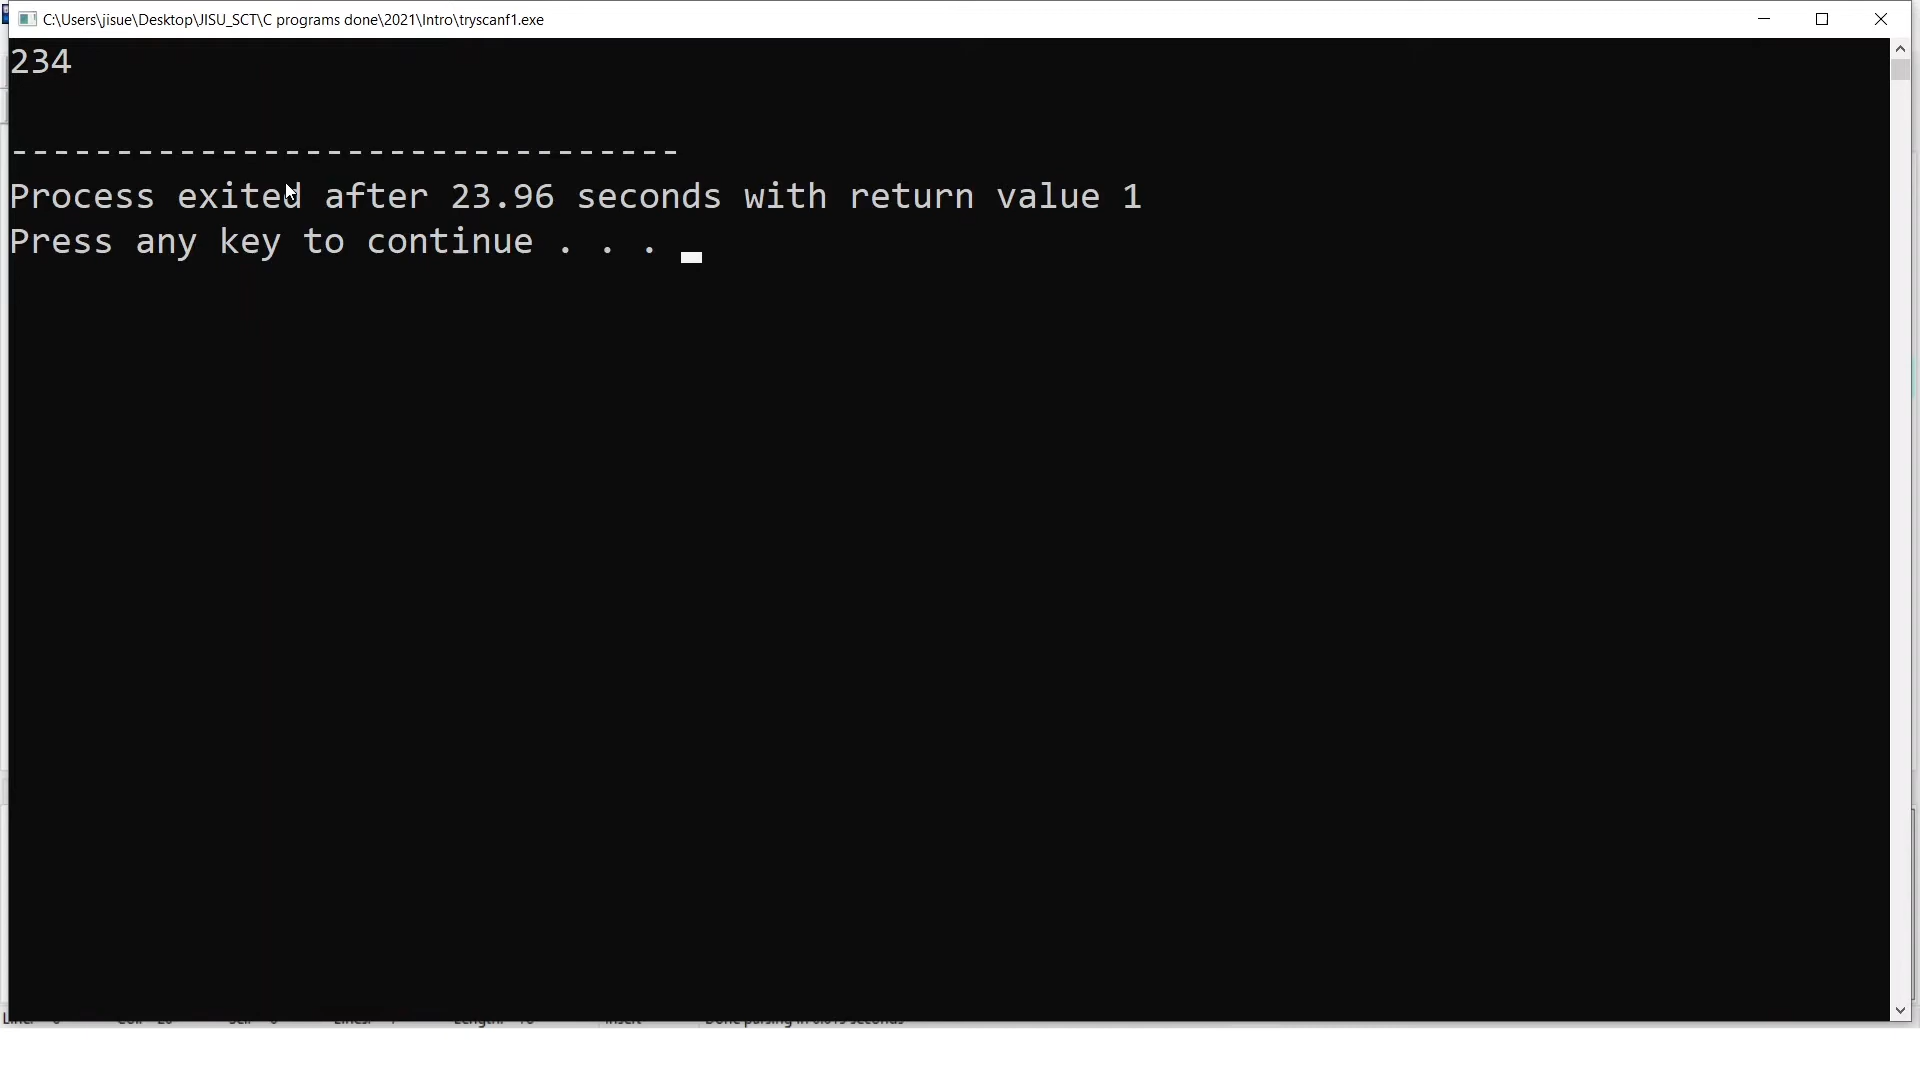 C:\Users\jisue\Desktop\JISU_SCT\C programs done\2021\Intro\tryscanf1.exe
234
--------------------------------
Process exited after 23.96 seconds with return value 1
Press any key to continue . . .